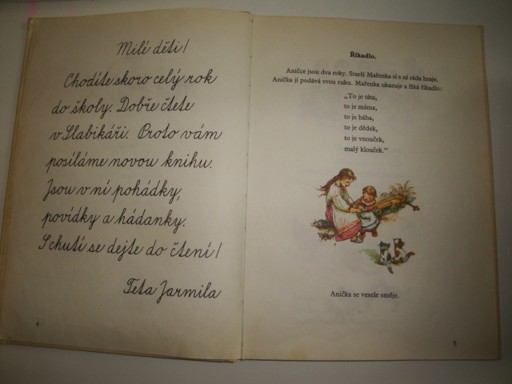 Milé děti!
Chodíte skoro celý rok
do školy. Dobře čtete
v Slabikáři. Proto vám
posíláme novou knihu.
Jsou v ní pohádky,
povídky a hádanky.
S chutí se dejte do čtení!
Teta Jarmila
Říkadlo.
Aničce jsou dva roky. Starší Mařenka si s ní ráda hraje.
Anička jí podává svou ruku. Mařenka ukazuje a říká říkadlo:
„To je táta,
to je máma,
to je bába,
to je dědek,
to je vnouček,
malý klouček.“
Anička se vesele směje.